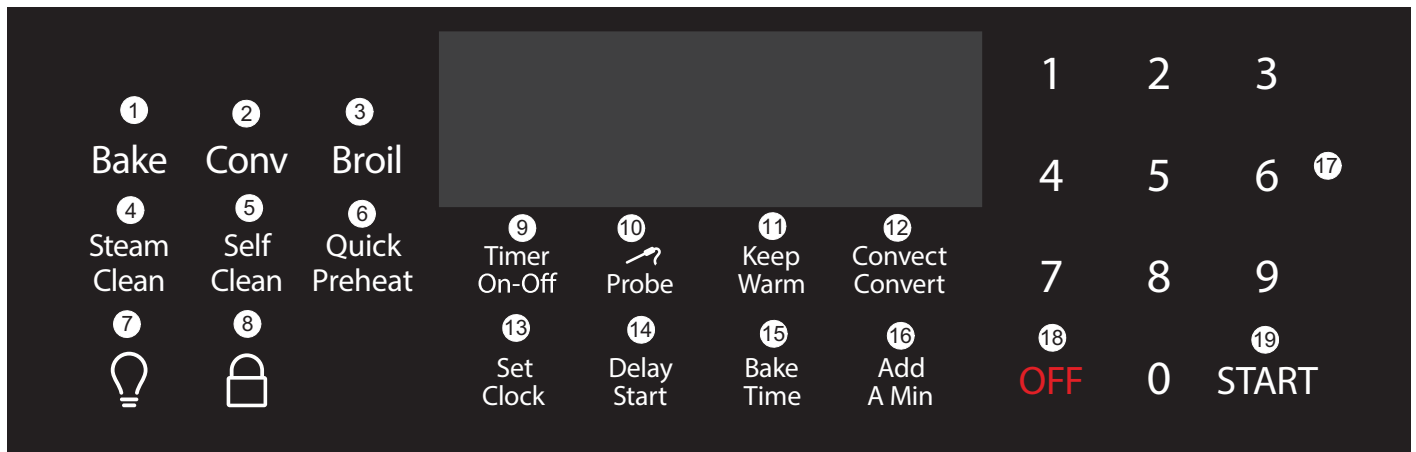 1 2 3
1 2 3
Bake Conv Broil
4 5 6 17
4 5 6
Steam Self Quick
Clean Clean Preheat
9 10 11 12
Timer Keep Convect
On-Off Probe Warm Convert
7 8 9
7 8
13 14 15 16 18 19
Set Delay Bake Add
Clock Start Time A Min
OFF 0 START